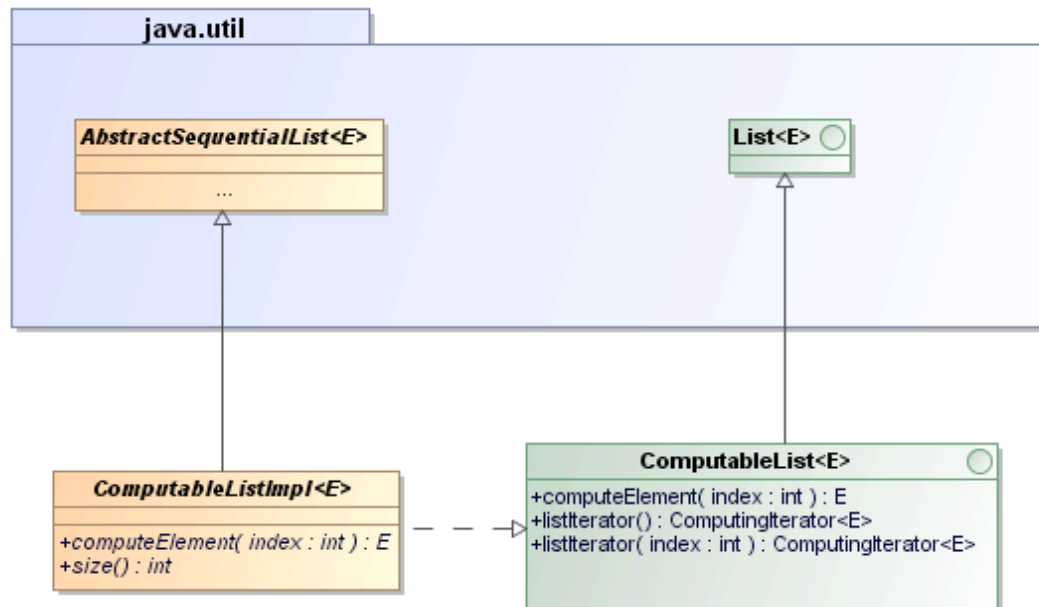 java.util
AbstractSequentialList<E>
List<E>
...
ComputableListImpl<E>
+computeElement( index : int ) : E
+size() : int
ComputableList<E>
+computeElement( index : int ) : E
+listIterator() : ComputingIterator<E>
+listIterator( index : int ) : ComputingIterator<E>